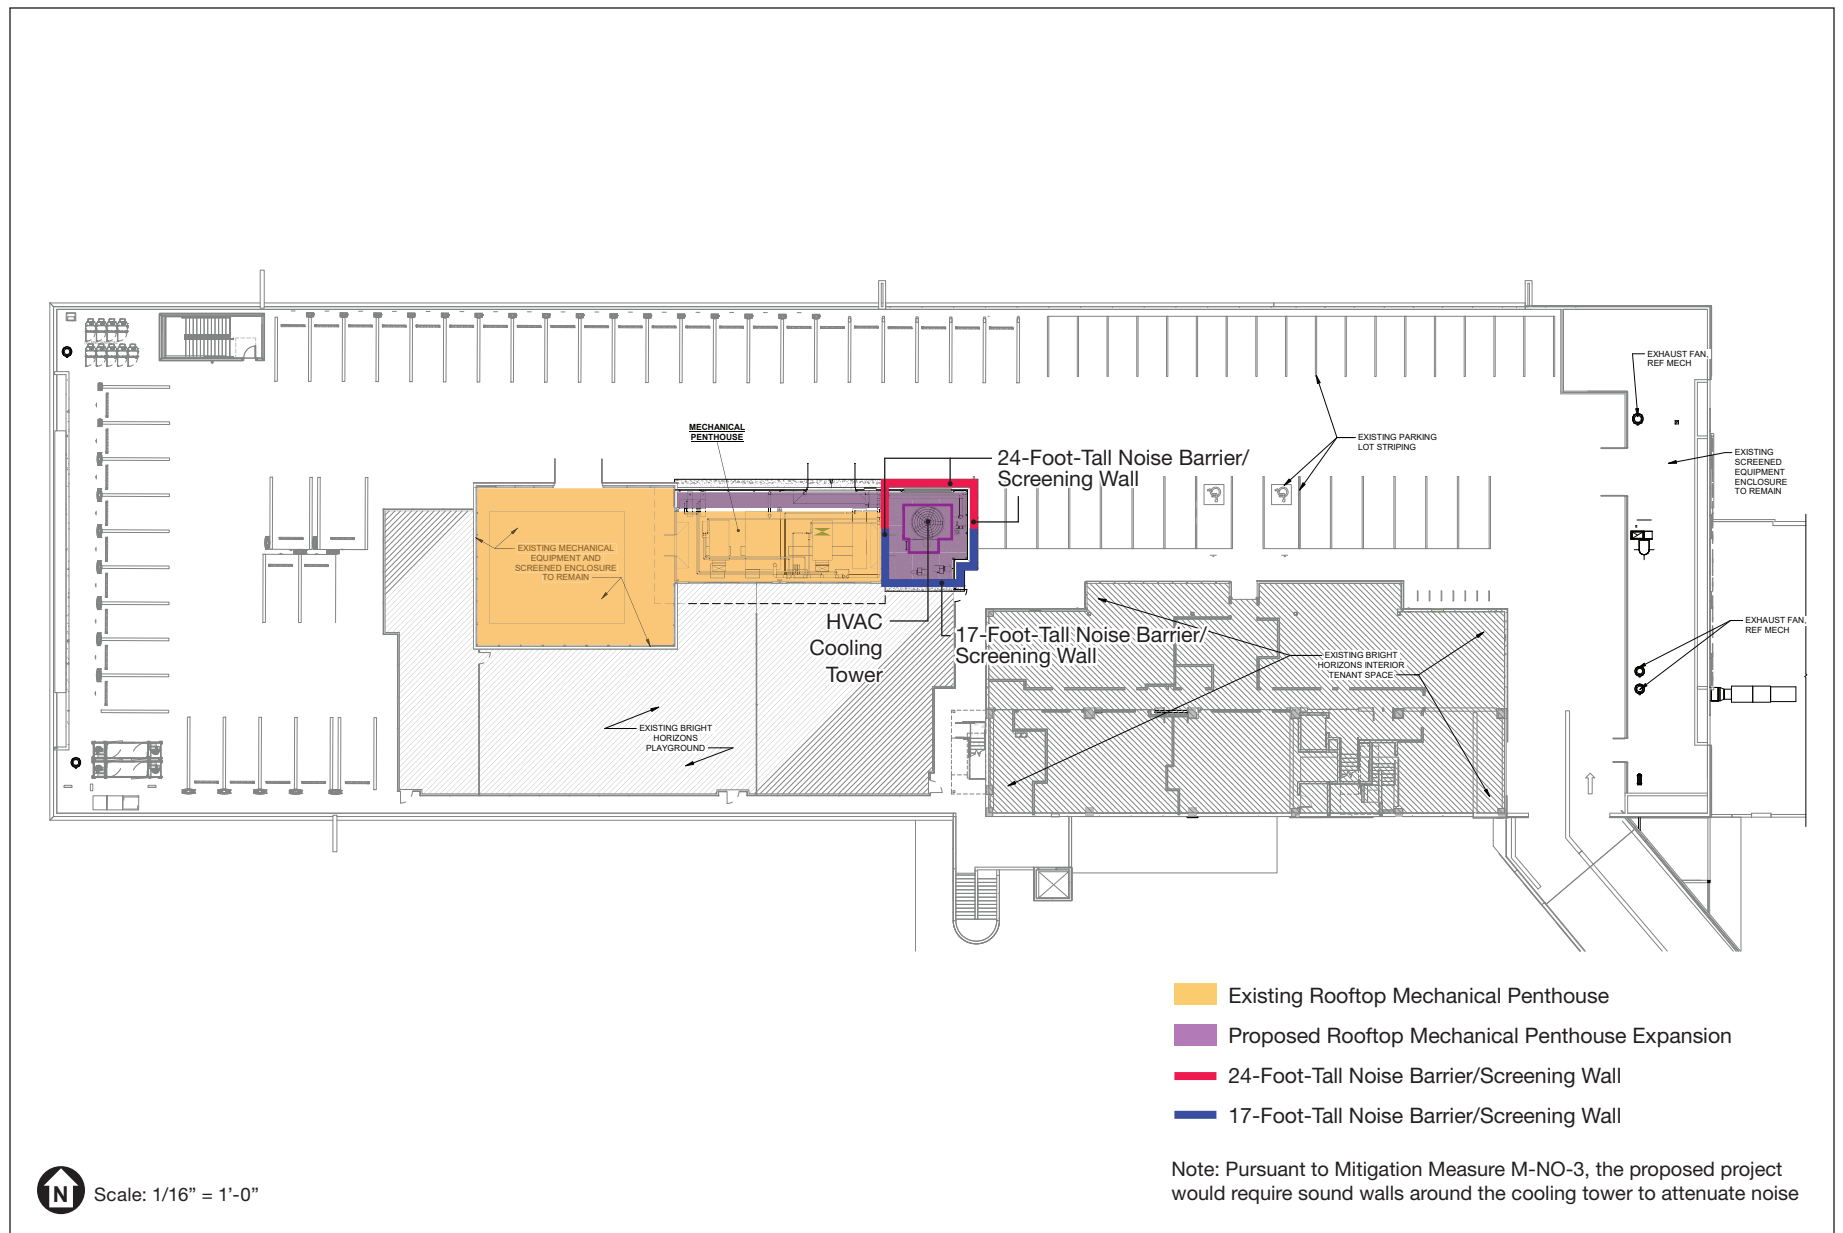 EXHAUST FAN,
REF MECH
MECHANICAL
PENTHOUSE
EXISTING PARKING
LOT STRIPING
24-Foot-Tall Noise Barrier/
Screening Wall
EXISTING
SCREENED
EQUIPMENT
ENCLOSURE
TO REMAIN
EXISTING MECHANICAL
EQUIPMENT AND
SCREENED ENCLOSURE
TO REMAIN
HVAC
Cooling
Tower
17-Foot-Tall Noise Barrier/
Screening Wall
EXHAUST FAN,
REF MECH
EXISTING BRIGHT
HORIZONS INTERIOR
TENANT SPACE
EXISTING BRIGHT
HORIZONS
PLAYGROUND
Existing Rooftop Mechanical Penthouse
Proposed Rooftop Mechanical Penthouse Expansion
24-Foot-Tall Noise Barrier/Screening Wall
17-Foot-Tall Noise Barrier/Screening Wall
Note: Pursuant to Mitigation Measure M-NO-3, the proposed project
would require sound walls around the cooling tower to attenuate noise
N
Scale: 1/16” = 1’-0”